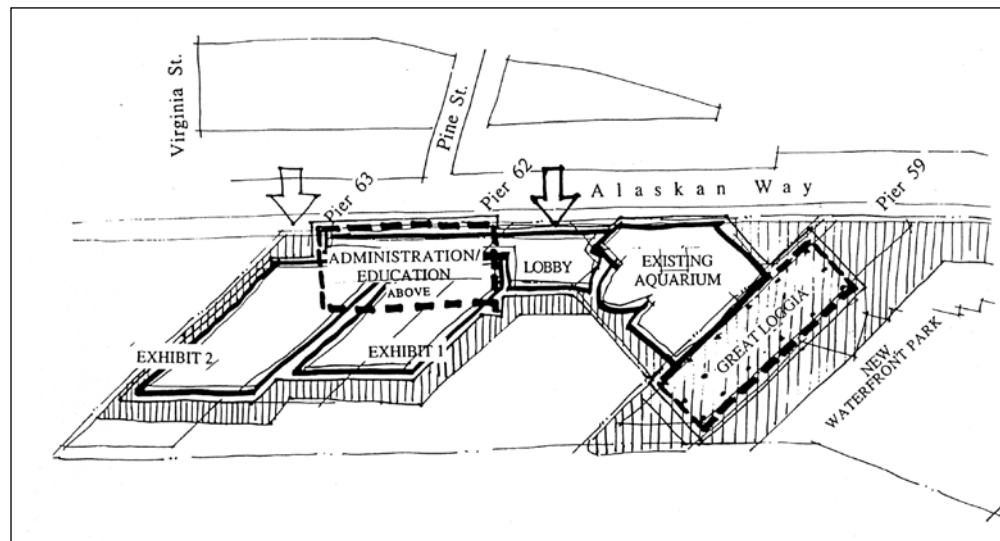 Virginia St.
Pine St.
Pier 63
Pier 62
Alaskan Way
Pier 59
ADMINISTRATION/
EDUCATION
ABOVE
LOBBY
EXISTING
AQUARIUM
EXHIBIT 2
EXHIBIT 1
GREAT LOGGIA
NEW
WATERFRONT PARK